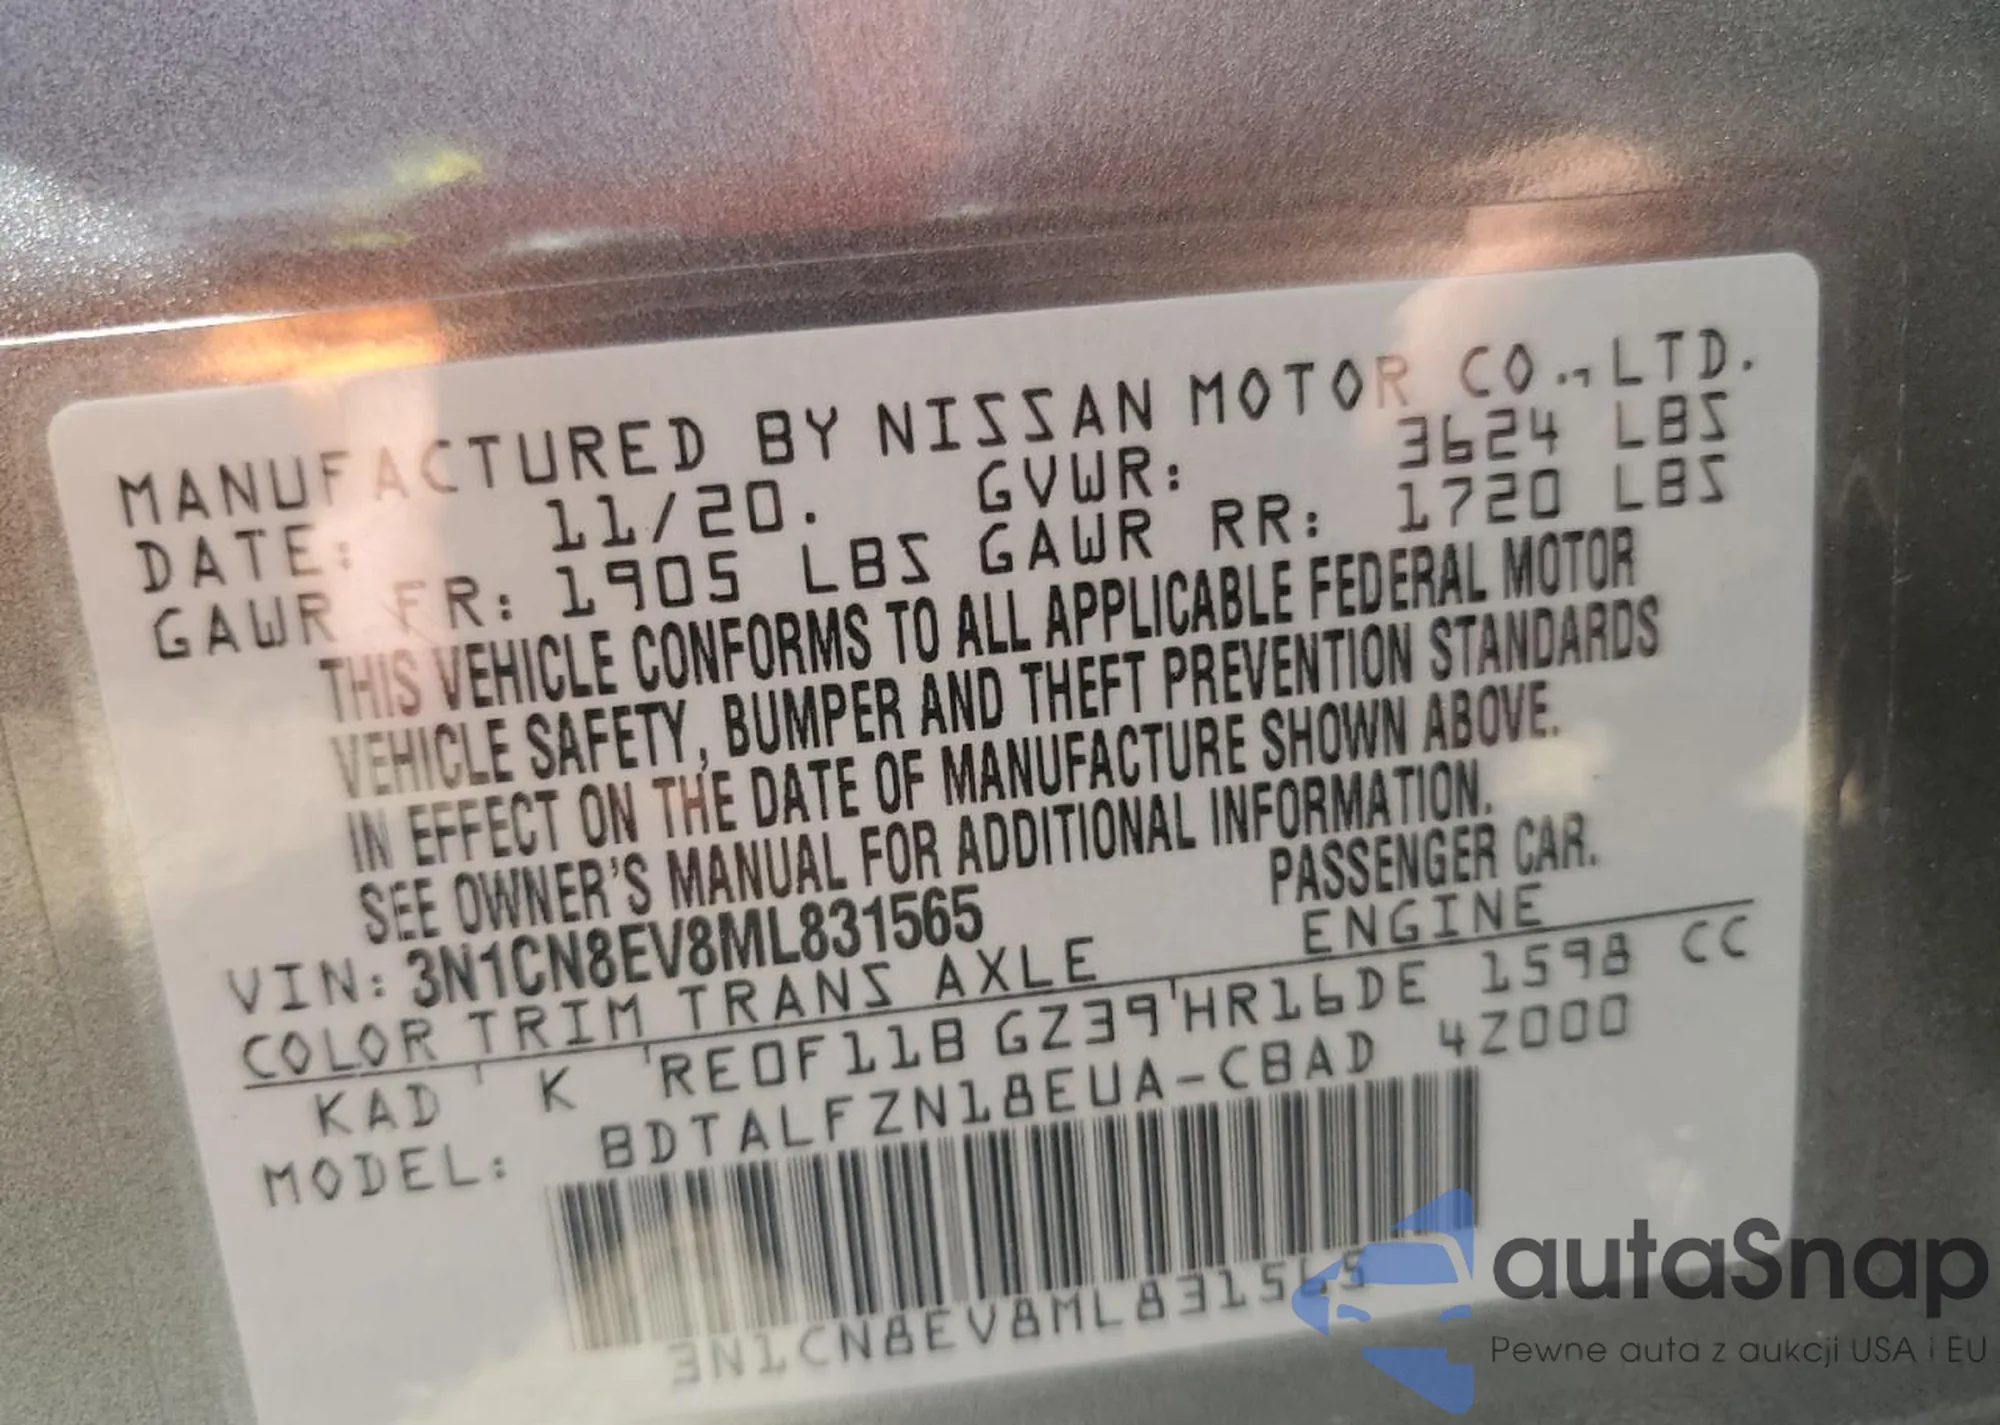 MANUFACTURED BY NISSAN MOTOR CO., LTD.
DATE: 11/20. GVWR: 3624 LBS
GAWR FR: 1905 LBS GAWR RR: 1720 LBS
THIS VEHICLE CONFORMS TO ALL APPLICABLE FEDERAL MOTOR
VEHICLE SAFETY, BUMPER AND THEFT PREVENTION STANDARDS
IN EFFECT ON THE DATE OF MANUFACTURE SHOWN ABOVE.
SEE OWNER'S MANUAL FOR ADDITIONAL INFORMATION.
VIN: 3N1CN8EV8ML831565 PASSENGER CAR.
COLOR TRIM TRANS AXLE ENGINE
KAD K RE0F11B GZ39 HR16DE 1598 CC
MODEL: BDTALFZN18EUA-CBAD 4Z000
3N1CN8EV8ML831565
autaSnap
Pewne auta z aukcji USA i EU